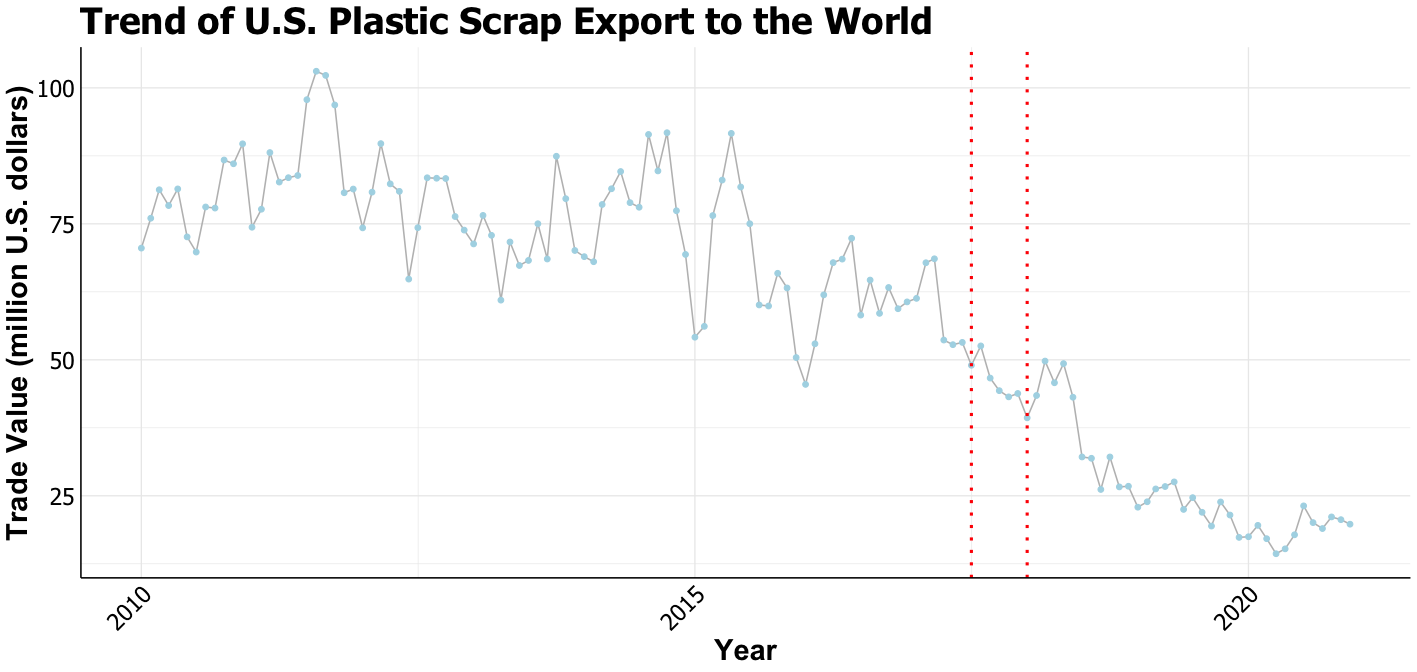 Trend of U.S. Plastic Scrap Export to the World
Trade Value (million U.S. dollars)
100
75
50
25
2010
2015
2020
Year